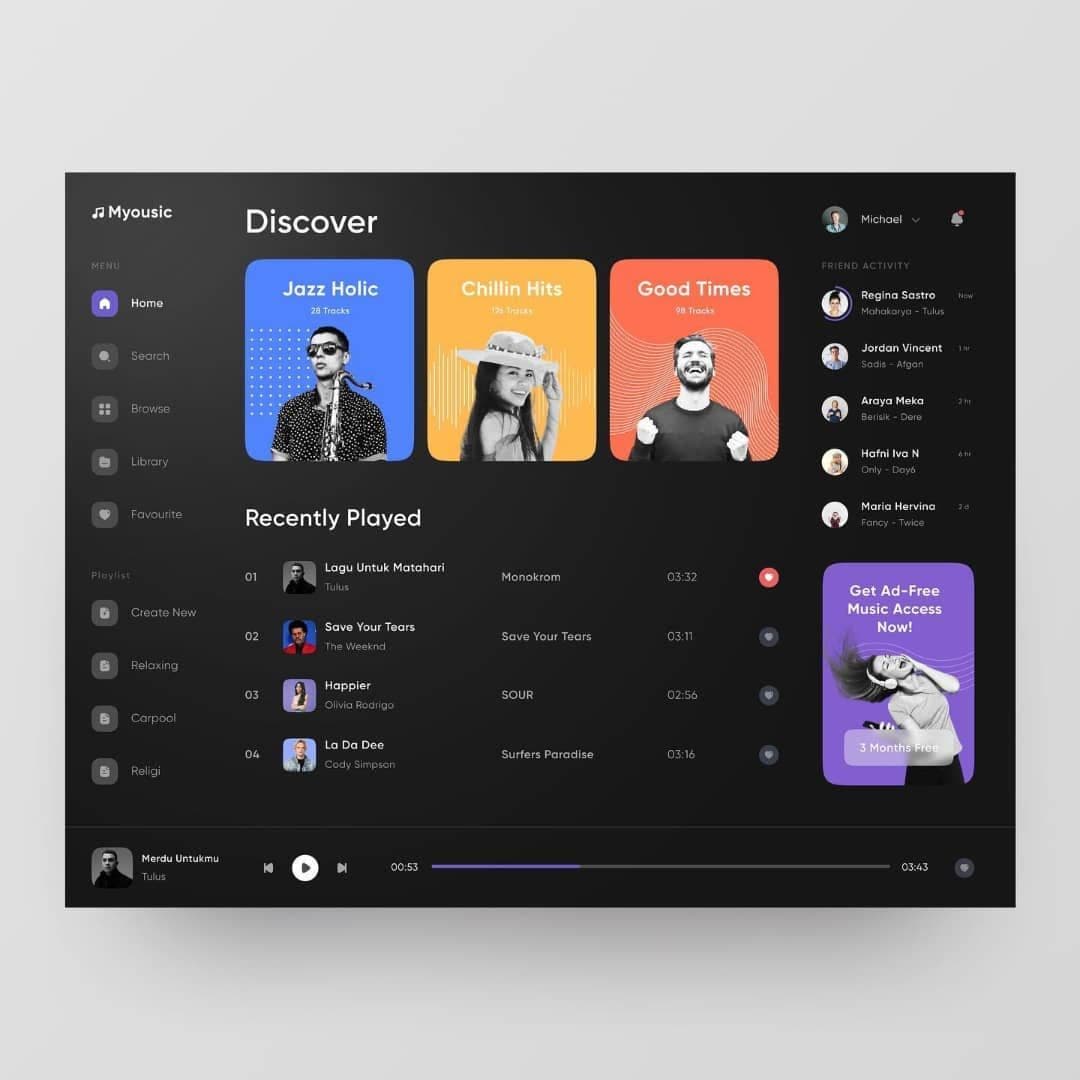 Myousic
MENU
Home
Search
Browse
Library
Favourite
Playlist
Create New
Relaxing
Carpool
Religi
Discover
Jazz Holic
28 Tracks
Chillin Hits
Tracks
Good Times
98 Tracks
Recently Played
01
Lagu Untuk Matahari
Tulus
Monokrom
03:32
02
Save Your Tears
The Weeknd
Save Your Tears
03:11
03
Happier
Olivia Rodrigo
SOUR
02:56
04
La Da Dee
Cody Simpson
Surfers Paradise
03:16
Michael
FRIEND ACTIVITY
Regina Sastro
Now
Mahakarya - Tulus
Jordan Vincent
1 hr
Sadis - Afgan
Araya Meka
2 hr
Berisik - Dere
Hafni Iva N
6 hr
Only - Day6
Maria Hervina
2 d
Fancy - Twice
Get Ad-Free
Music Access
Now!
3 Months Free
Merdu Untukmu
Tulus
00:53
03:43